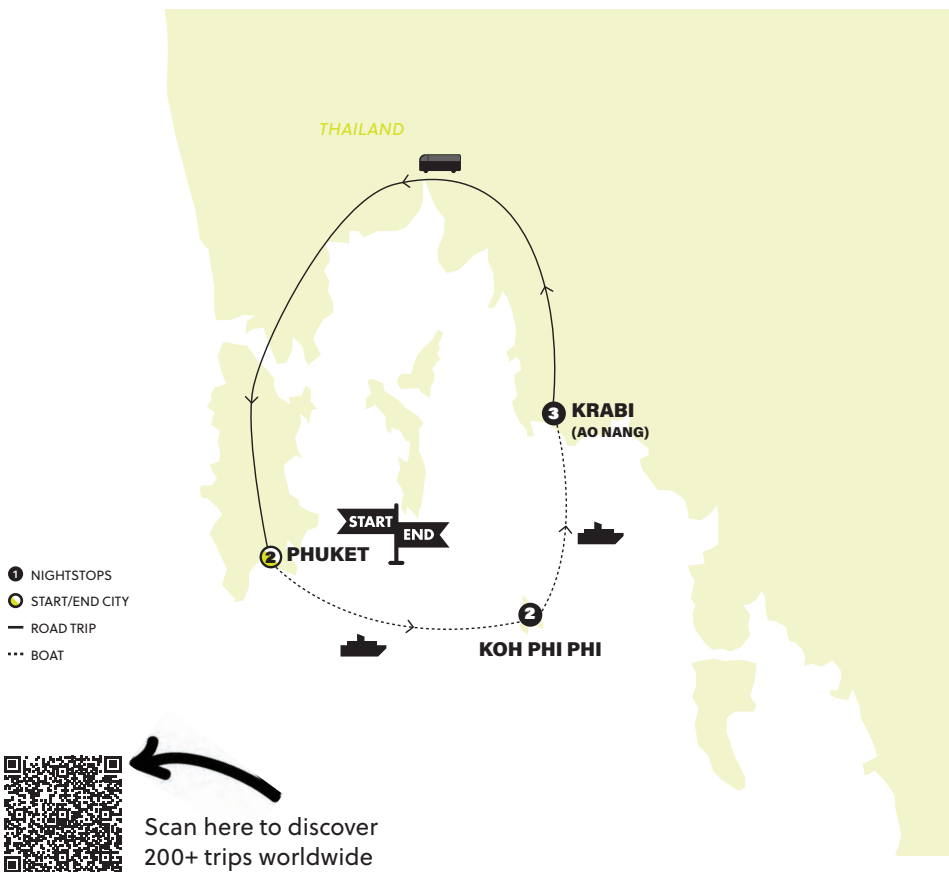 THAILAND
3 KRABI
(AO NANG)
START
END
2 PHUKET
2
KOH PHI PHI
1 NIGHTSTOPS
START/END CITY
ROAD TRIP
BOAT
Scan here to discover
200+ trips worldwide